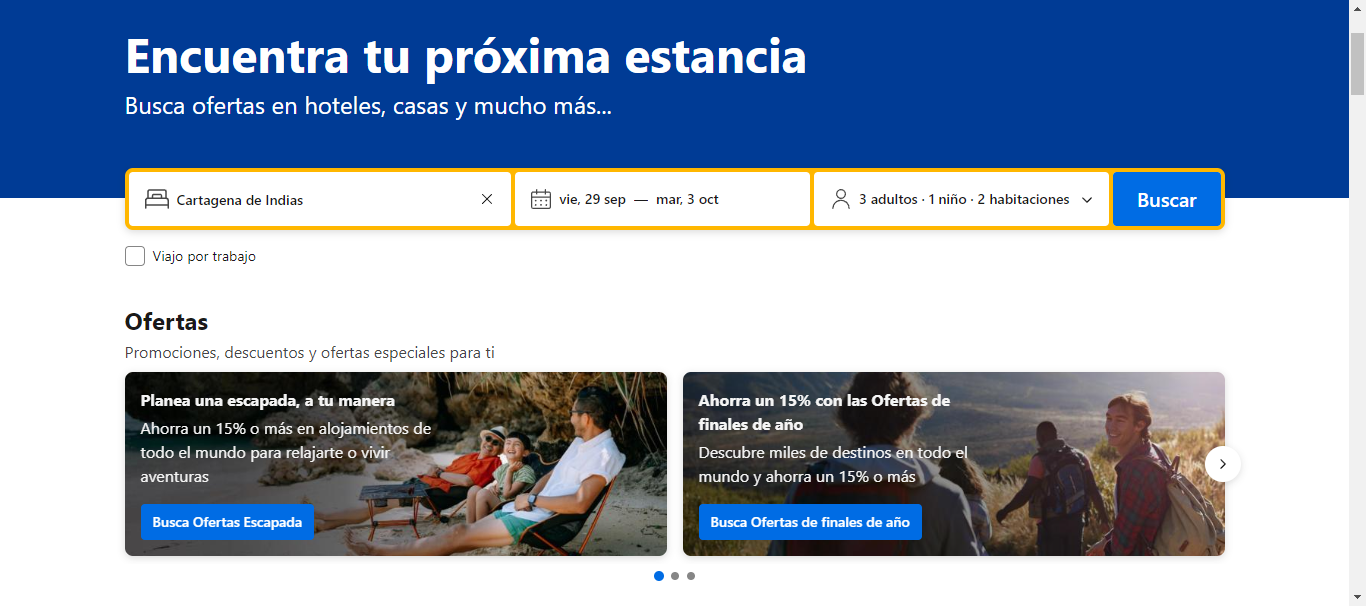 Encuentra tu próxima estancia
Busca ofertas en hoteles, casas y mucho más...
Cartagena de Indias
vie, 29 sep — mar, 3 oct
3 adultos · 1 niño · 2 habitaciones
Buscar
Viajo por trabajo
Ofertas
Promociones, descuentos y ofertas especiales para ti
Planea una escapada, a tu manera
Ahorra un 15% o más en alojamientos de
todo el mundo para relajarte o vivir
aventuras
Busca Ofertas Escapada
Ahorra un 15% con las Ofertas de
finales de año
Descubre miles de destinos en todo el
mundo y ahorra un 15% o más
Busca Ofertas de finales de año